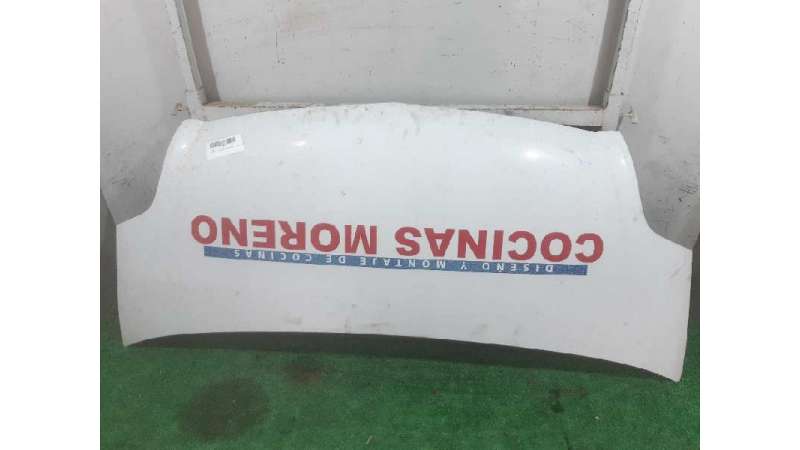 COCINAS MORENO
DISEÑO Y MONTAJE DE COCINAS